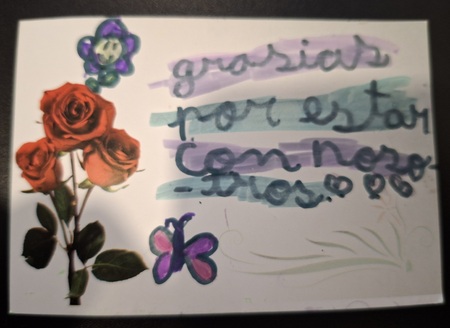 grasias
por estar
con noso-
-tros.